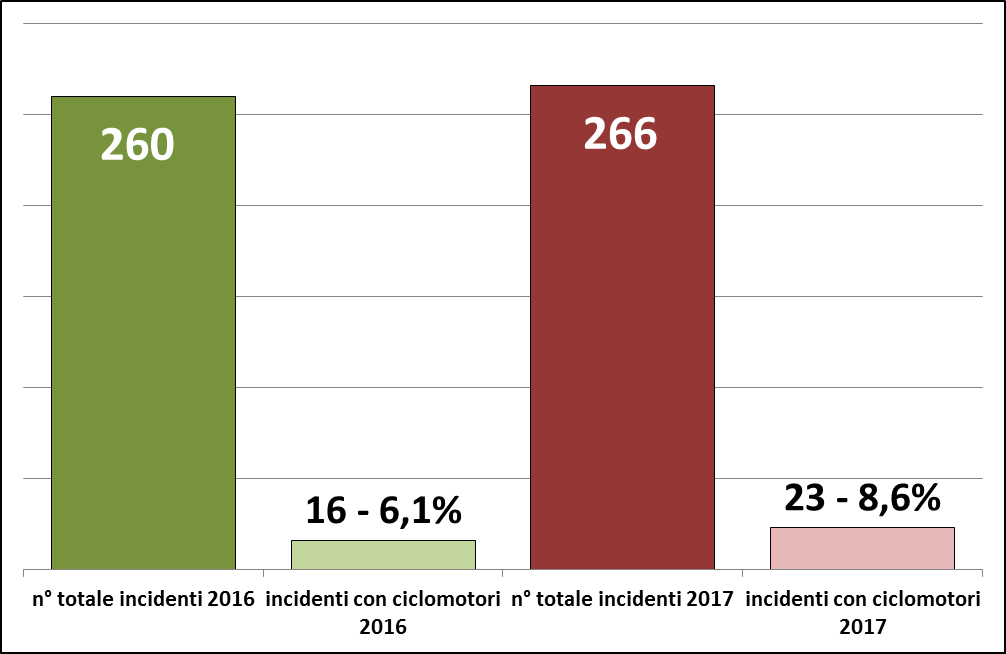 260
266
16 - 6,1%
23 - 8,6%
n° totale incidenti 2016
incidenti con ciclomotori
2016
n° totale incidenti 2017
incidenti con ciclomotori
2017